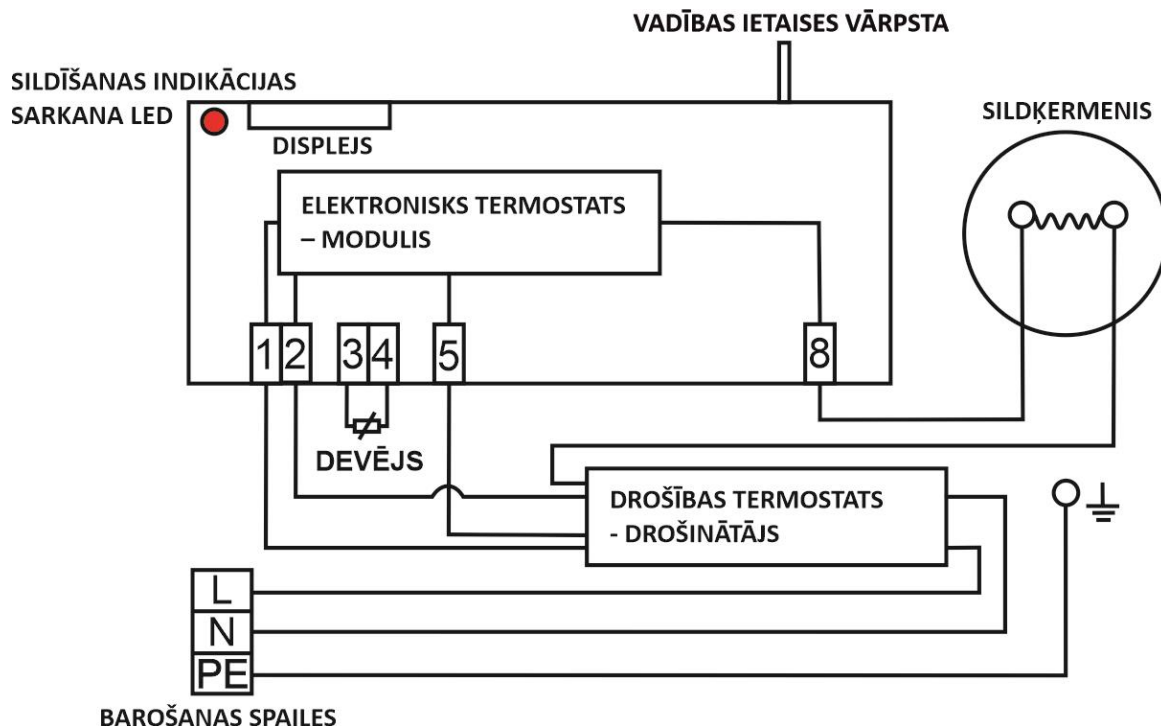 VADĪBAS IETAISES VĀRPSTA
SILDĪŠANAS INDIKĀCIJAS
SARKANA LED
SILDĶERMENIS
DISPLEJS
ELEKTRONISKS TERMOSTATS
– MODULIS
1 2 3 4 5 8
DEVĒJS
DROŠĪBAS TERMOSTATS
- DROŠINĀTĀJS
L
N
PE
BAROŠANAS SPAILES